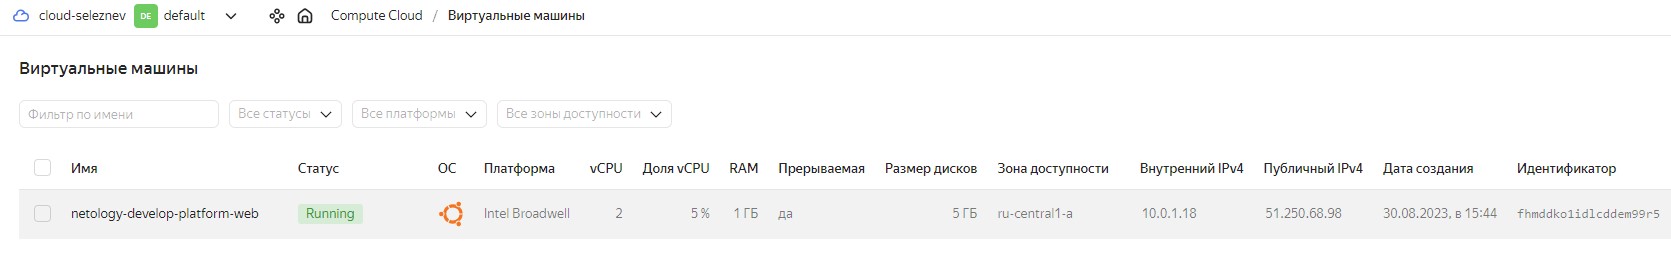 cloud-seleznev DE default Compute Cloud / Виртуальные машины
Виртуальные машины
Фильтр по имени Все статусы Все платформы Все зоны доступности
Имя Статус ОС Платформа vCPU Доля vCPU RAM Прерываемая Размер дисков Зона доступности Внутренний IPv4 Публичный IPv4 Дата создания Идентификатор
netology-develop-platform-web Running Intel Broadwell 2 5 % 1 ГБ да 5 ГБ ru-central1-a 10.0.1.18 51.250.68.98 30.08.2023, в 15:44 fhmddko1idlcddem99r5